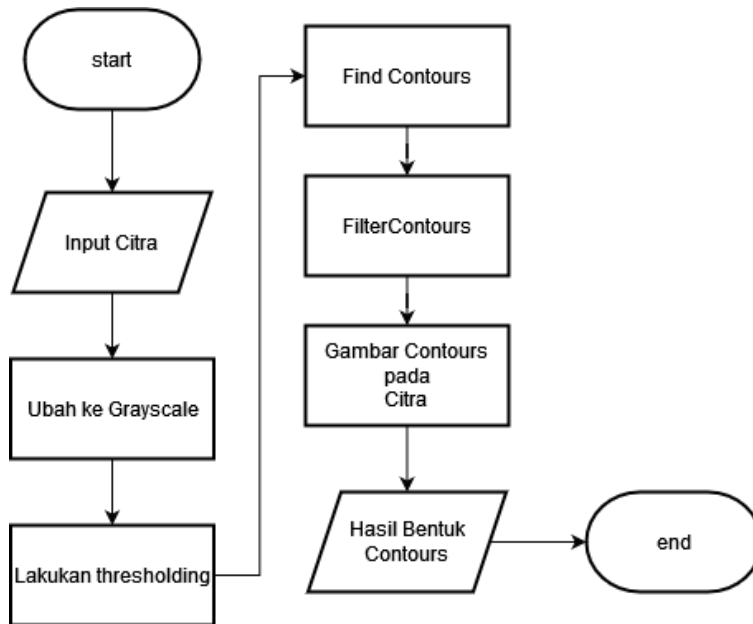 start
Input Citra
Ubah ke Grayscale
Lakukan thresholding
Find Contours
FilterContours
Gambar Contours
pada
Citra
Hasil Bentuk
Contours
end